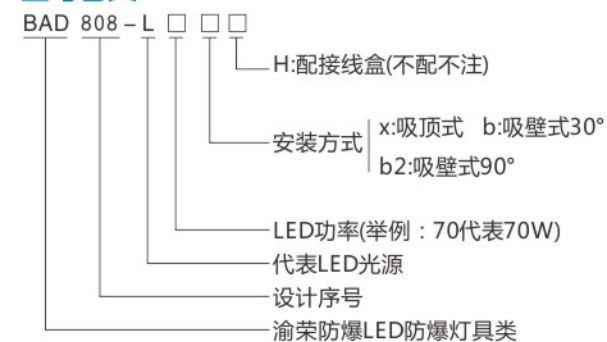 BAD 808-L□ □□
H:配接线盒(不配不注)
x:吸顶式 b:吸壁式30°
安装方式
b2:吸壁式90°
LED功率(举例：70代表70W)
代表LED光源
设计序号
渝荣防爆LED防爆灯具类